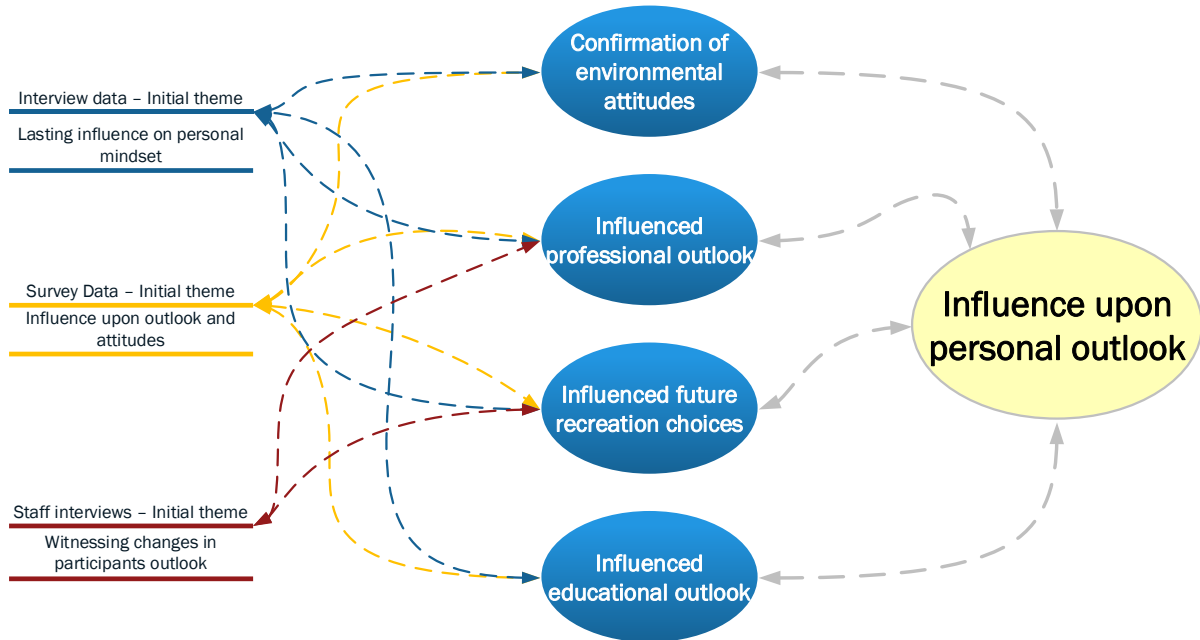 Interview data – Initial theme
Lasting influence on personal
mindset
Survey Data – Initial theme
Influence upon outlook and
attitudes
Staff interviews – Initial theme
Witnessing changes in
participants outlook
Confirmation of
environmental
attitudes
Influenced
professional outlook
Influenced future
recreation choices
Influenced
educational outlook
Influence upon
personal outlook